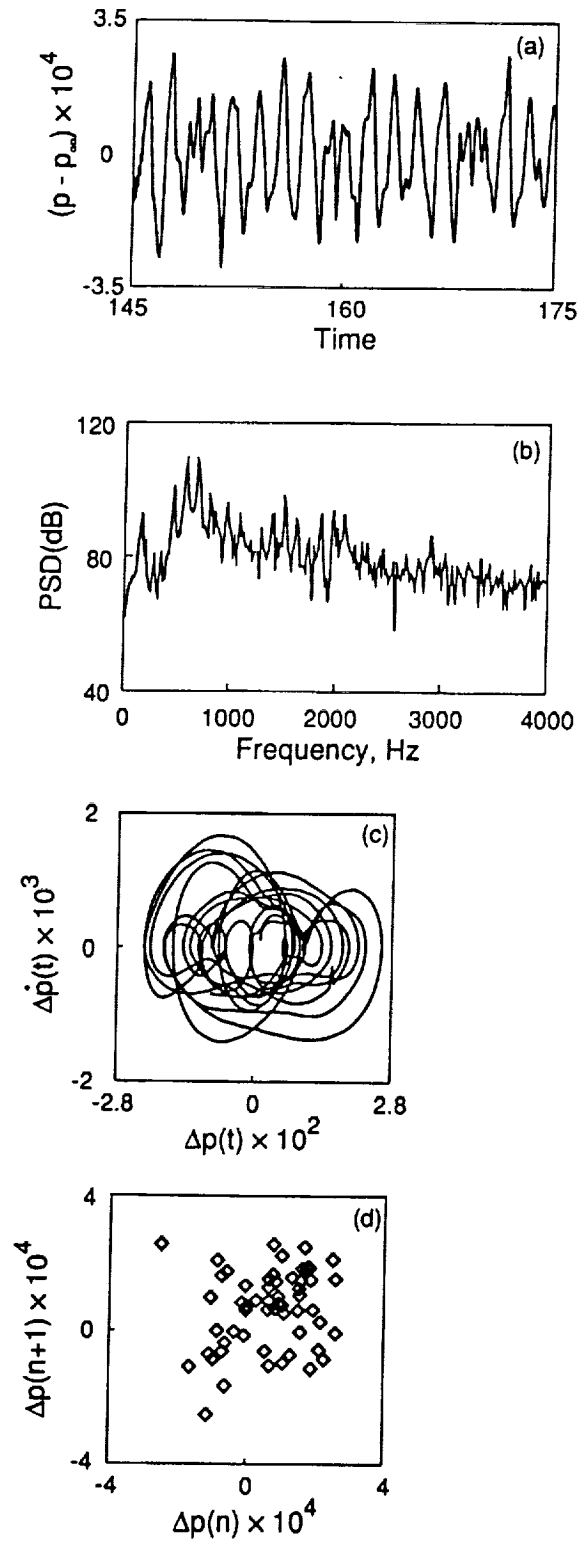 3.5
(a)
(p - p∞) × 10⁴
0
-3.5
145
160
175
Time
120
(b)
PSD(dB)
80
40
0
1000
2000
3000
4000
Frequency, Hz
2
(c)
Δṗ(t) × 10³
0
-2
-2.8
0
2.8
Δp(t) × 10²
4
(d)
Δp(n+1) × 10⁴
0
-4
-4
0
4
Δp(n) × 10⁴